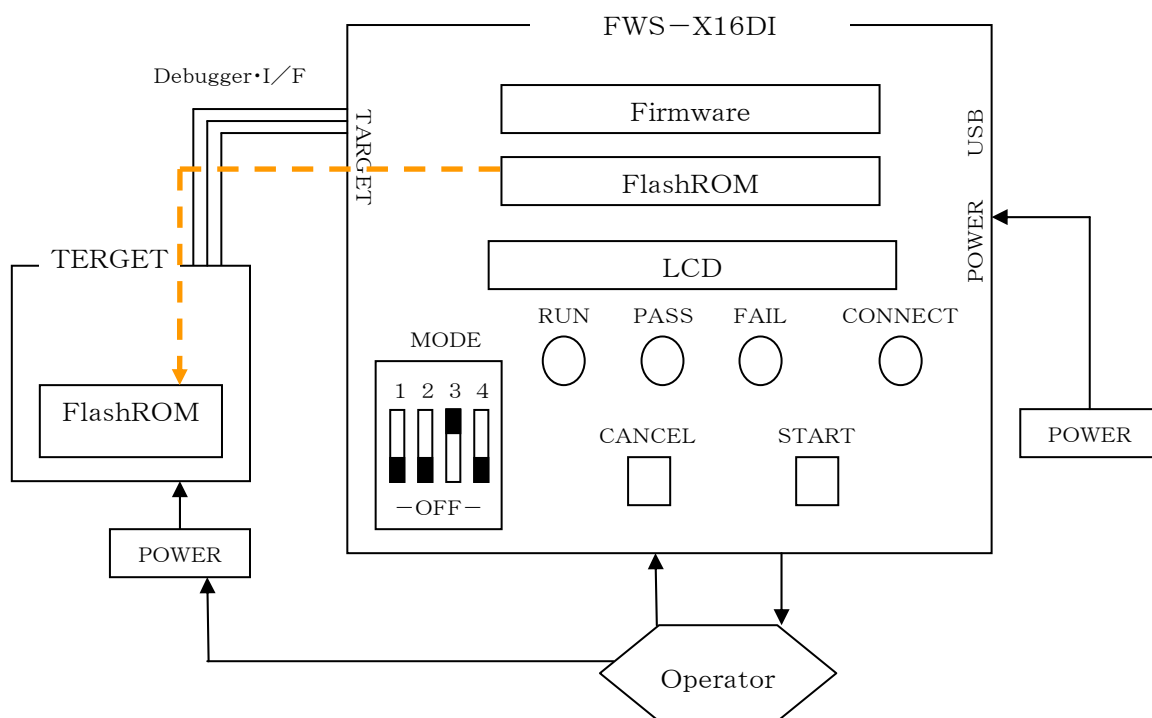 FWS－X16DI
Debugger・I／F
Firmware
TARGET
USB
FlashROM
POWER
TERGET
LCD
RUN PASS FAIL CONNECT
MODE
1 2 3 4
FlashROM
CANCEL START
POWER
－OFF－
POWER
Operator